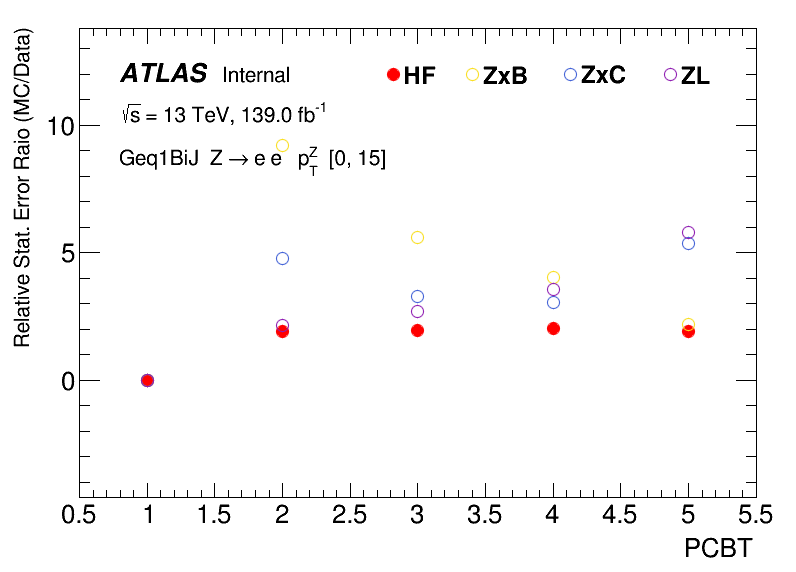 Relative Stat. Error Raio (MC/Data)
ATLAS Internal
HF ZxB ZxC ZL
√s = 13 TeV, 139.0 fb⁻¹
Geq1BiJ Z → e e p_T^Z [0, 15]
10
5
0
0.5 1 1.5 2 2.5 3 3.5 4 4.5 5 5.5
PCBT